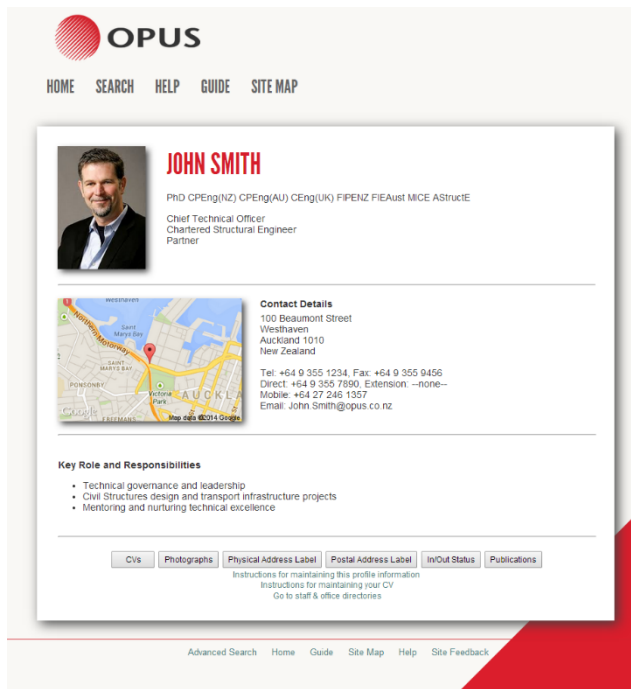 OPUS
HOME SEARCH HELP GUIDE SITE MAP
JOHN SMITH
PhD CPEng(NZ) CPEng(AU) CEng(UK) FIPENZ FIEAust MICE AStructE
Chief Technical Officer
Chartered Structural Engineer
Partner
Westhaven
Northern Motorway
Saint
Marys Bay
SAINT
MARYS BAY
PONSONBY
Victoria
Park
AUCKLA
FREEMANS
Google
Map data ©2014 Google
Contact Details
100 Beaumont Street
Westhaven
Auckland 1010
New Zealand
Tel: +64 9 355 1234, Fax: +64 9 355 9456
Direct: +64 9 355 7890, Extension: --none--
Mobile: +64 27 246 1357
Email: John.Smith@opus.co.nz
Key Role and Responsibilities
• Technical governance and leadership
• Civil Structures design and transport infrastructure projects
• Mentoring and nurturing technical excellence
CVs Photographs Physical Address Label Postal Address Label In/Out Status Publications
Instructions for maintaining this profile information
Instructions for maintaining your CV
Go to staff & office directories
Advanced Search Home Guide Site Map Help Site Feedback